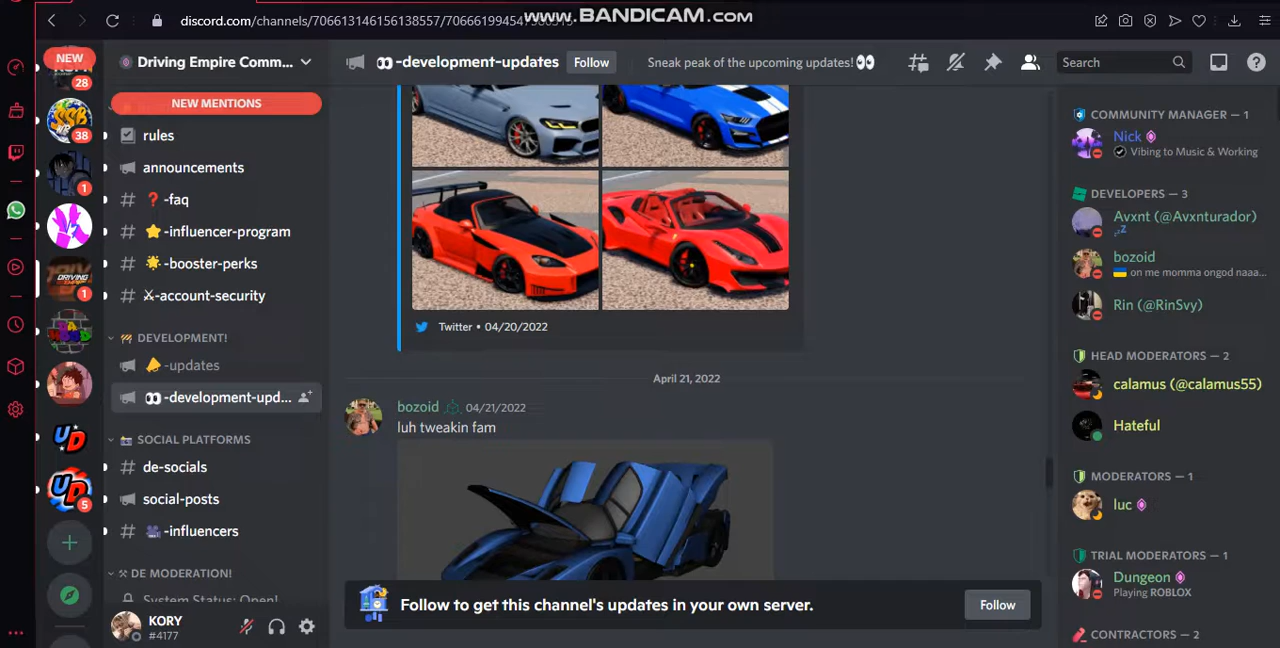 discord.com/channels/706613146156138557/70666199454
www.BANDICAM.com
NEW
28
38
1
1
5
Driving Empire Comm...
NEW MENTIONS
rules
announcements
-faq
-influencer-program
-booster-perks
-account-security
DEVELOPMENT!
-updates
-development-upd...
SOCIAL PLATFORMS
de-socials
social-posts
-influencers
DE MODERATION!
System Status: Open!
KORY
#4177
-development-updates
Follow
Sneak peak of the upcoming updates!
Search
Twitter • 04/20/2022
April 21, 2022
bozoid 04/21/2022
luh tweakin fam
Follow to get this channel's updates in your own server.
Follow
COMMUNITY MANAGER — 1
Nick
Vibing to Music & Working
DEVELOPERS — 3
Avxnt (@Avxnturador)
bozoid
on me momma ongod naaa...
Rin (@RinSvy)
HEAD MODERATORS — 2
calamus (@calamus55)
Hateful
MODERATORS — 1
luc
TRIAL MODERATORS — 1
Dungeon
Playing ROBLOX
CONTRACTORS — 2